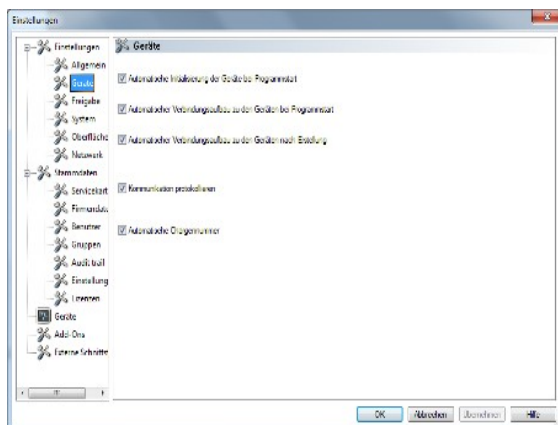 Einstellungen
Einstellungen
Allgemein
Geräte
Freigabe
System
Oberfläche
Netzwerk
Stammdaten
Servicekart
Firmendate
Benutzer
Gruppen
Audit trail
Einstellung
Lizenzen
Geräte
Add-Ons
Externe Schnittst
Geräte
Automatische Initialisierung der Geräte bei Programmstart
Automatischer Verbindungsaufbau zu den Geräten bei Programmstart
Automatischer Verbindungsaufbau zu den Geräten nach Erstellung
Kommunikation protokollieren
Automatische Chargennummer
OK
Abbrechen
Übernehmen
Hilfe